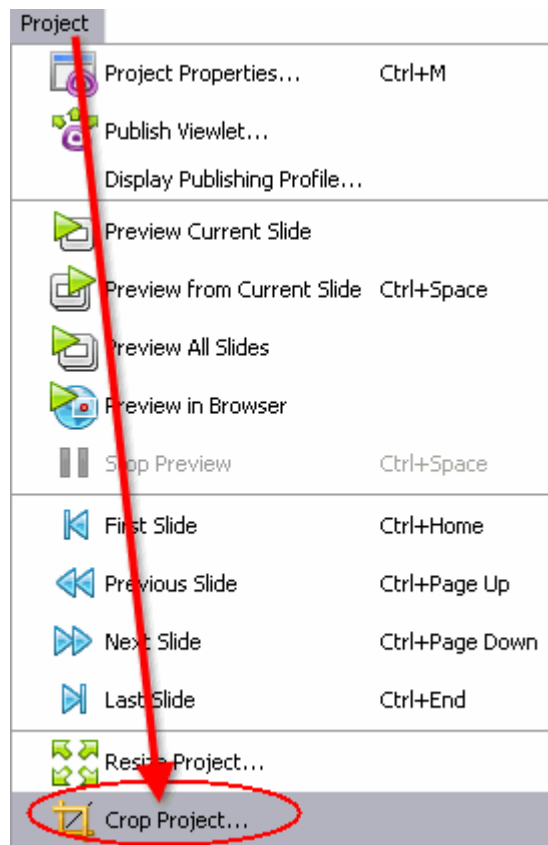 Project
Project Properties... Ctrl+M
Publish Viewlet...
Display Publishing Profile...
Preview Current Slide
Preview from Current Slide Ctrl+Space
Preview All Slides
Preview in Browser
Stop Preview Ctrl+Space
First Slide Ctrl+Home
Previous Slide Ctrl+Page Up
Next Slide Ctrl+Page Down
Last Slide Ctrl+End
Resize Project...
Crop Project...